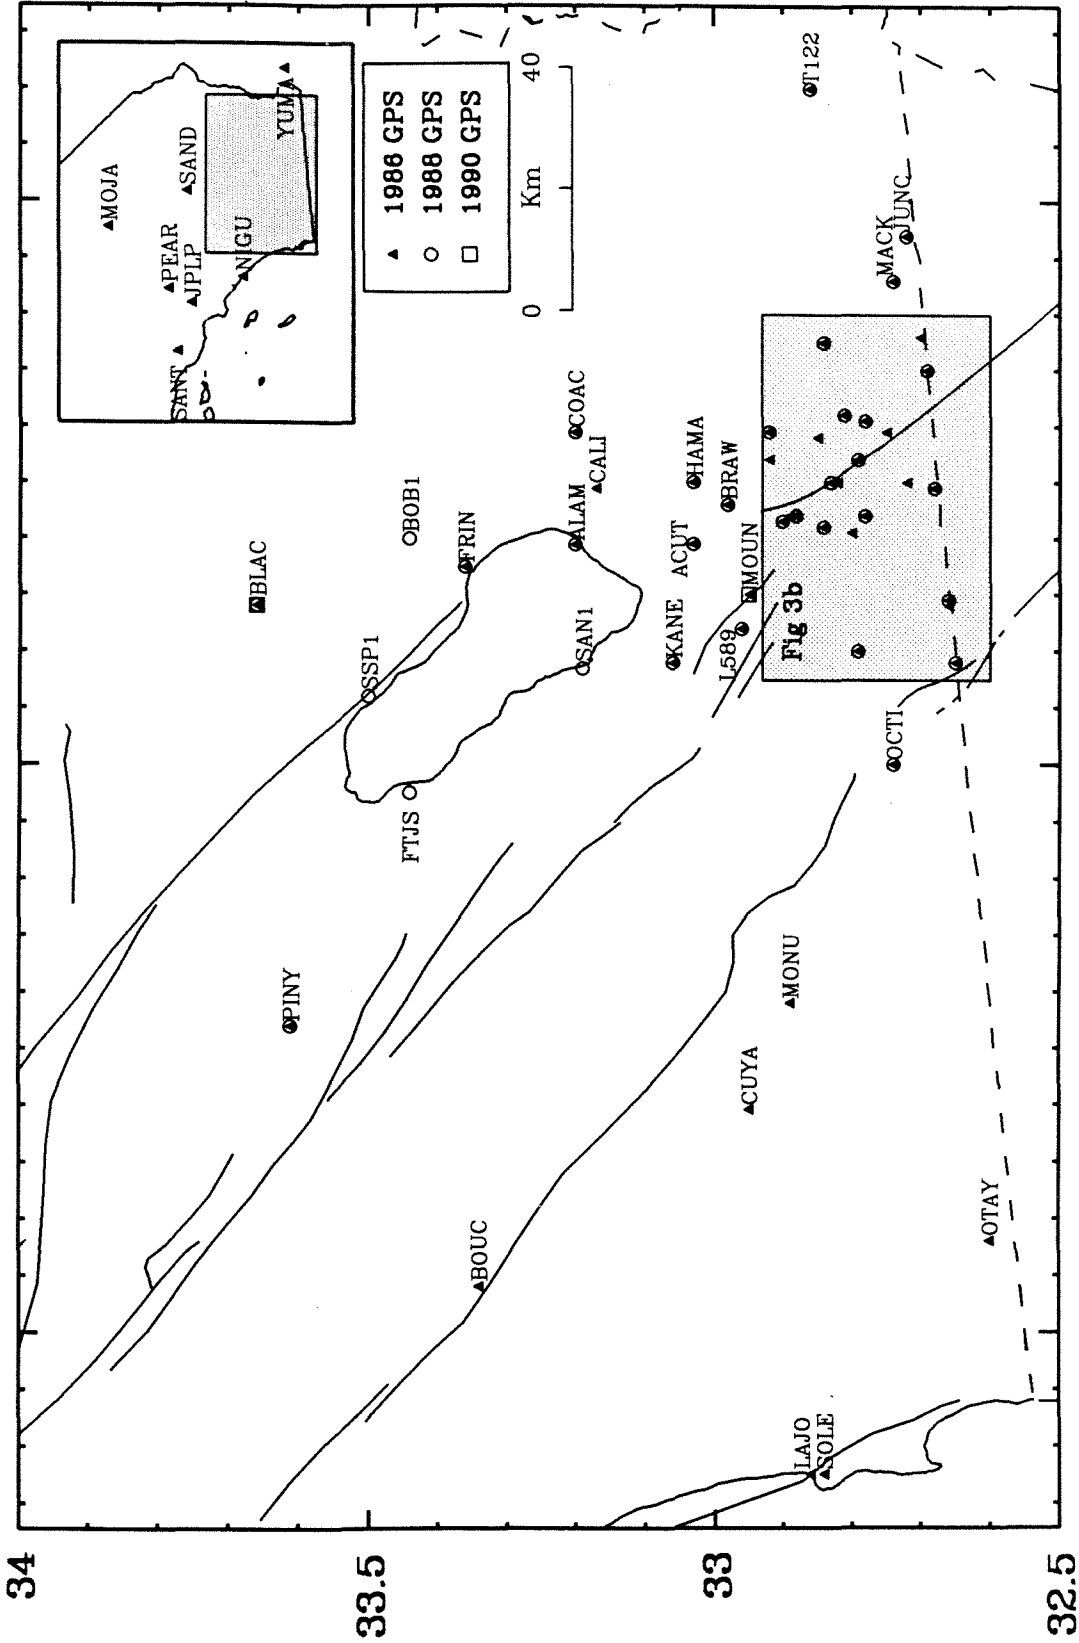 MOJA
PEAR
JPLP
SAND
SANT
NIGU
YUMA
1986 GPS
1988 GPS
1990 GPS
0 Km 40
BLAC
BOB1
FRIN
SSP1
FTJS
COAC
CALI
ALAM
SAN1
HAMA
ACUT
KANE
BRAW
MOUN
L589
Fig 3b
T122
MACK
JUNC
OCTI
PINY
MONU
CUYA
BOUC
OTAY
LAJO
SOLE
34
33.5
33
32.5